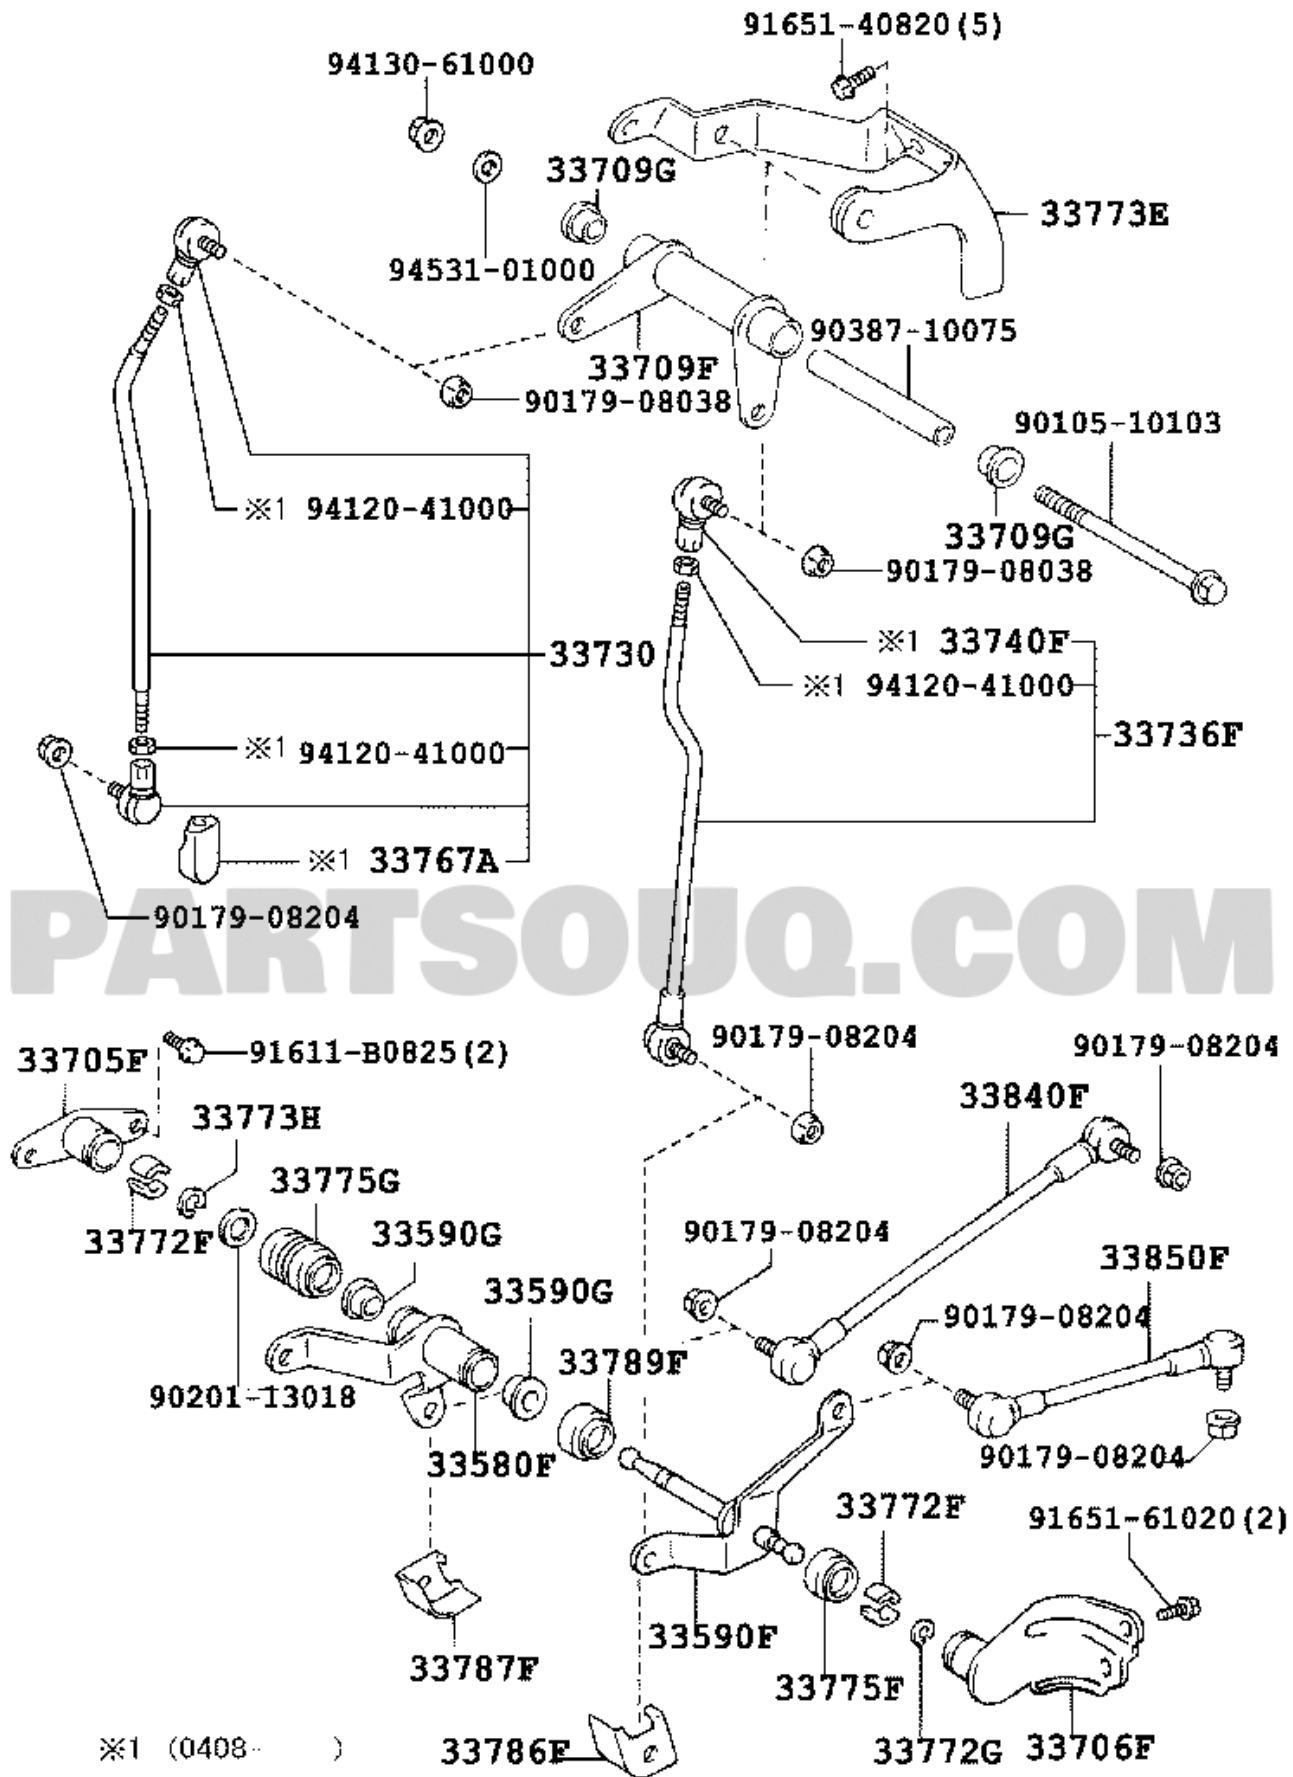 91651-40820(5)
94130-61000
33709G
33773E
94531-01000
90387-10075
33709F
90179-08038
90105-10103
※1 94120-41000
33709G
90179-08038
※1 33740F
33730
※1 94120-41000
33736F
※1 94120-41000
※1 33767A
90179-08204
PARTSOUQ.COM
90179-08204
90179-08204
33705F
91611-B0825(2)
33840F
33773H
33775G
33772F
33590G
90179-08204
33850F
33590G
90179-08204
33789F
90201-13018
33580F
90179-08204
33772F
91651-61020(2)
33590F
33787F
33775F
※1 (0408- )
33786F
33772G
33706F